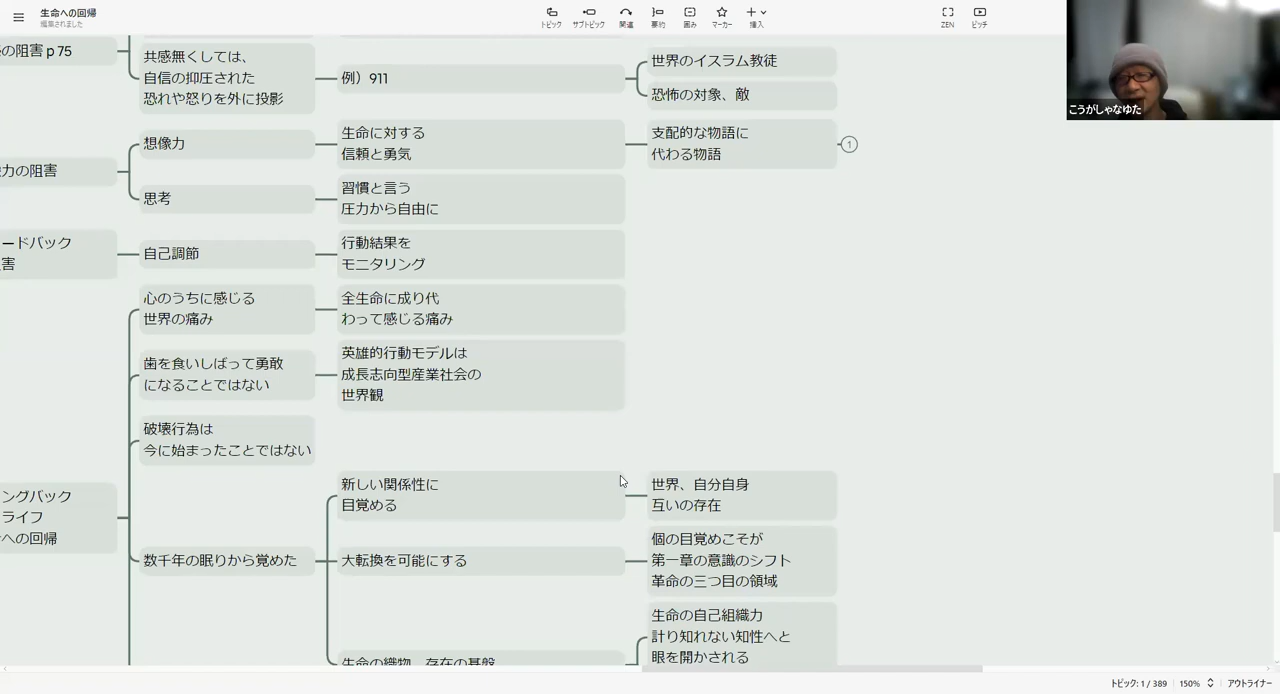 生命への回帰
編集されました
トピック
サブトピック
関連
要約
囲み
マーカー
挿入
ZEN
ピッチ
こうがしゃなゆた
の阻害 p 75
共感無くしては、
自信の抑圧された
恐れや怒りを外に投影
例）911
世界のイスラム教徒
恐怖の対象、敵
力の阻害
想像力
生命に対する
信頼と勇気
支配的な物語に
代わる物語
1
思考
習慣と言う
圧力から自由に
ードバック
害
自己調節
行動結果を
モニタリング
心のうちに感じる
世界の痛み
全生命に成り代
わって感じる痛み
歯を食いしばって勇敢
になることではない
英雄的行動モデルは
成長志向型産業社会の
世界観
破壊行為は
今に始まったことではない
ングバック
ライフ
への回帰
数千年の眠りから覚めた
新しい関係性に
目覚める
世界、自分自身
互いの存在
大転換を可能にする
個の目覚めこそが
第一章の意識のシフト
革命の三つ目の領域
生命の織物、存在の基盤
生命の自己組織力
計り知れない知性へと
眼を開かされる
トピック: 1 / 389
150%
アウトライナー